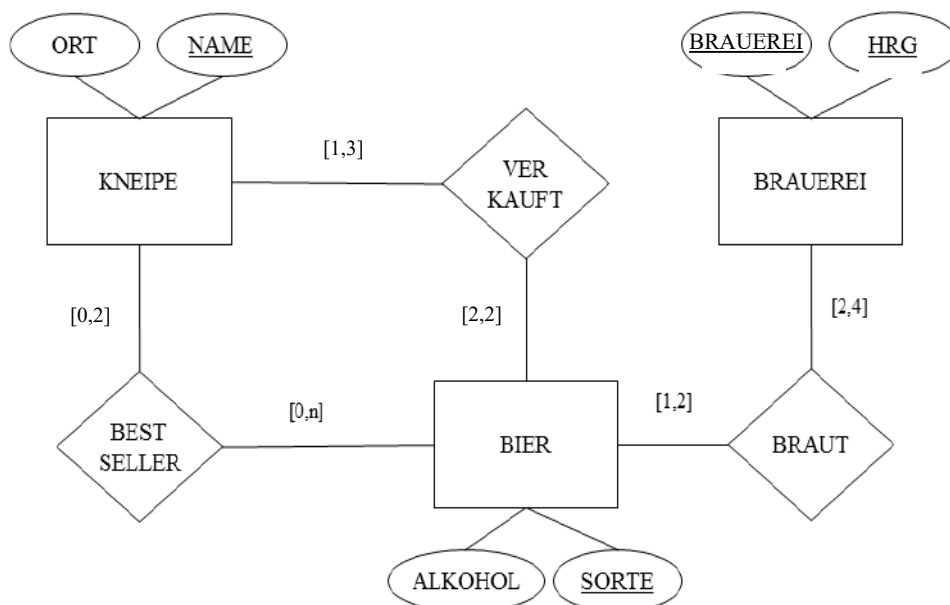 ORT
NAME
BRAUEREI
HRG
KNEIPE
[1,3]
VER
KAUFT
BRAUEREI
[0,2]
[2,2]
[2,4]
BEST
SELLER
[0,n]
BIER
[1,2]
BRAUT
ALKOHOL
SORTE